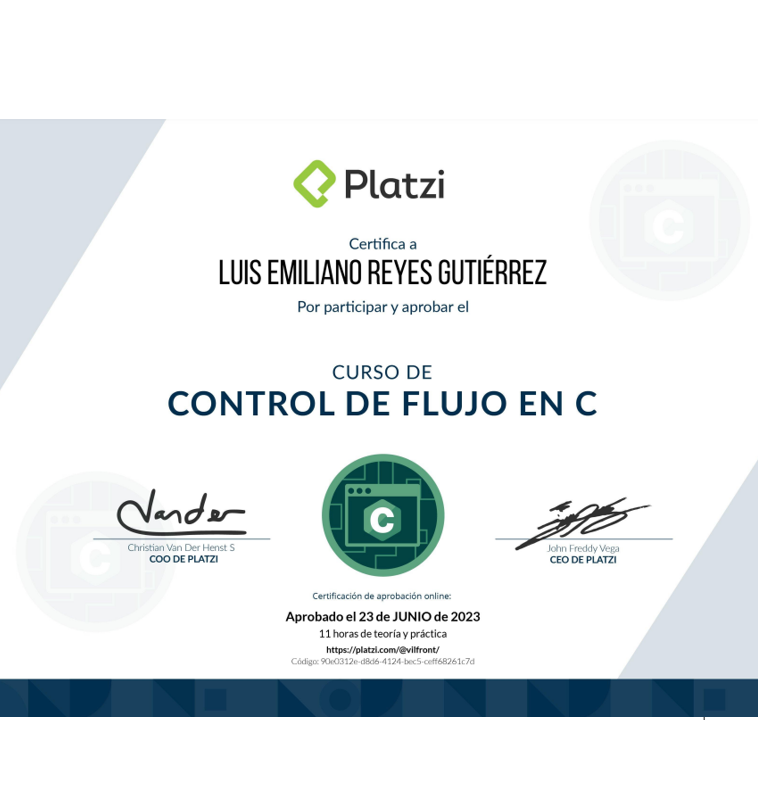 Platzi
Certifica a
LUIS EMILIANO REYES GUTIÉRREZ
Por participar y aprobar el
CURSO DE
CONTROL DE FLUJO EN C
C
C
C
Vander
Christian Van Der Henst S
COO DE PLATZI
John Freddy Vega
CEO DE PLATZI
Certificación de aprobación online:
Aprobado el 23 de JUNIO de 2023
11 horas de teoría y práctica
https://platzi.com/@vilfront/
Código: 90e0312e-d8d6-4124-bec5-ceff68261c7d